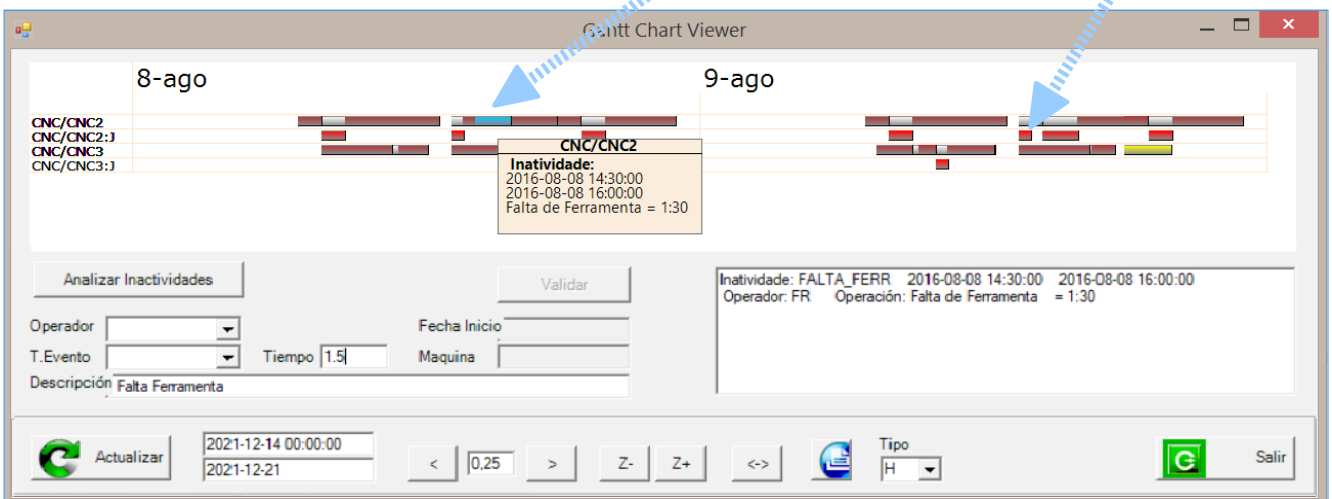 Gantt Chart Viewer
8-ago 9-ago
CNC/CNC2
CNC/CNC2:J
CNC/CNC3
CNC/CNC3:J
CNC/CNC2
Inatividade:
2016-08-08 14:30:00
2016-08-08 16:00:00
Falta de Ferramenta = 1:30
Analizar Inactividades Validar
Inatividade: FALTA_FERR 2016-08-08 14:30:00 2016-08-08 16:00:00
Operador: FR Operación: Falta de Ferramenta = 1:30
Operador Fecha Inicio
T.Evento Tiempo 1.5 Maquina
Descripción Falta Ferramenta
Actualizar
2021-12-14 00:00:00
2021-12-21
< 0,25 > Z- Z+ <->
Tipo
H
Salir